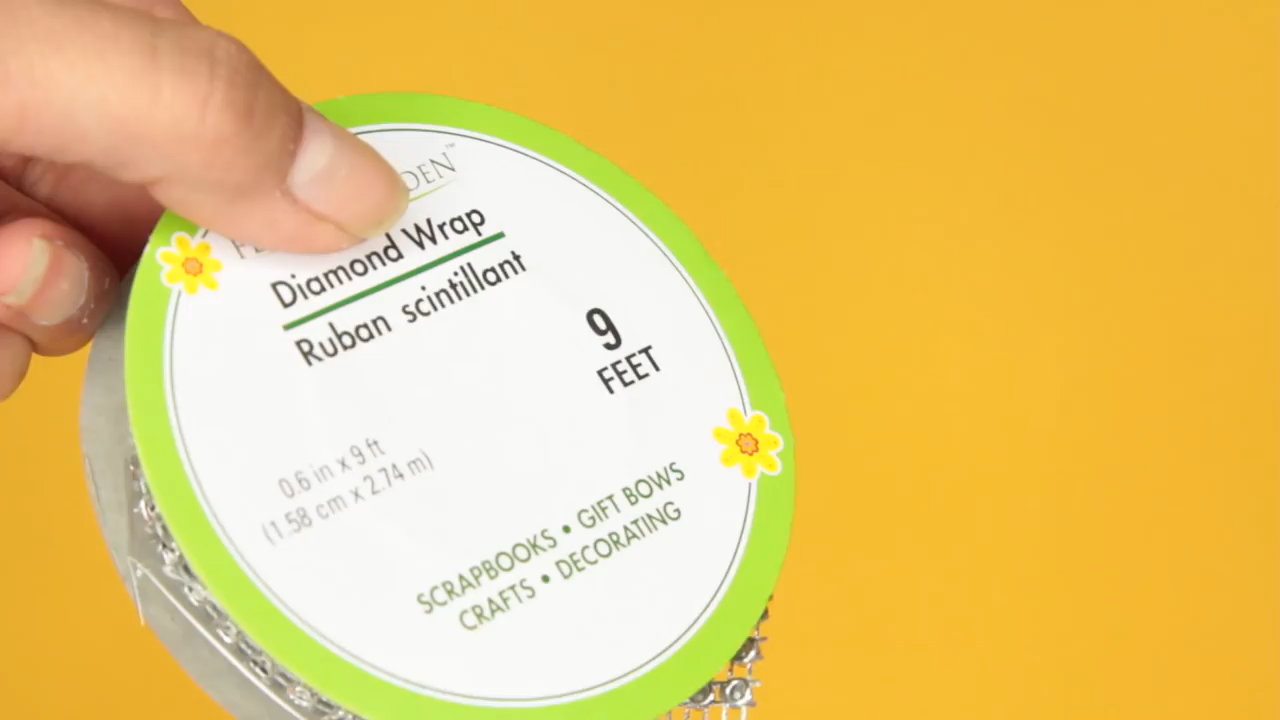 DEN™
Diamond Wrap
Ruban scintillant
9
FEET
0.6 in x 9 ft
(1.58 cm x 2.74 m)
SCRAPBOOKS • GIFT BOWS
CRAFTS • DECORATING